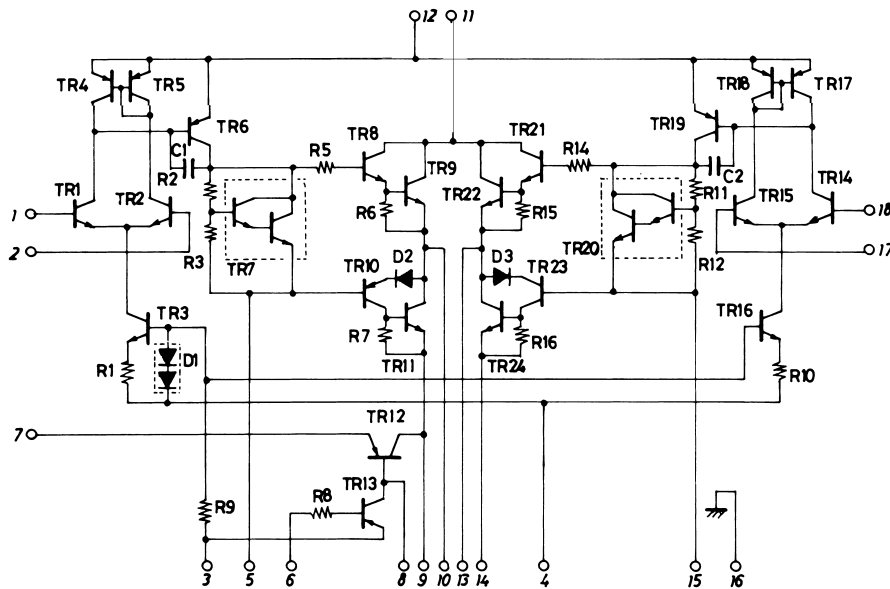 12 11
TR4 TR5 TR18 TR17
TR6 TR19
C1 TR8 TR21
R2 R5 TR9 R14 C2
TR1 TR2 TR22 R11 TR15 TR14
1 R6 R15 18
2 R3 TR7 D2 D3 TR20 R12 17
TR10 TR23
TR3 R7 R16 TR16
R1 D1 TR11 TR24 R10
TR12
7
TR13
R9 R8
3 5 6 8 9 10 13 14 4 15 16